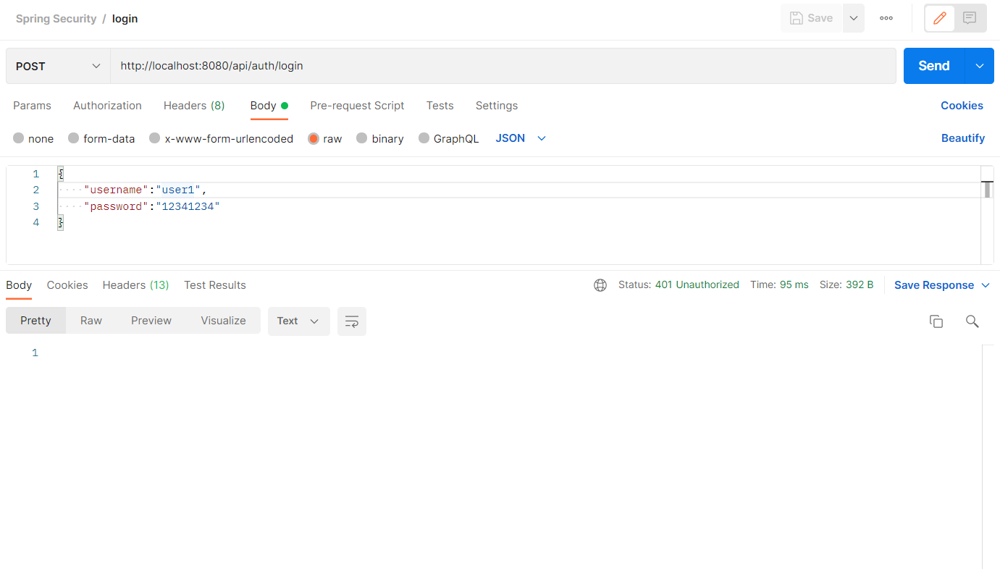 Spring Security / login
Save
POST
http://localhost:8080/api/auth/login
Send
Params Authorization Headers (8) Body Pre-request Script Tests Settings Cookies
none form-data x-www-form-urlencoded raw binary GraphQL JSON Beautify
1 {
2 ····"username":"user1",
3 ····"password":"12341234"
4 }
Body Cookies Headers (13) Test Results Status: 401 Unauthorized Time: 95 ms Size: 392 B Save Response
Pretty Raw Preview Visualize Text
1